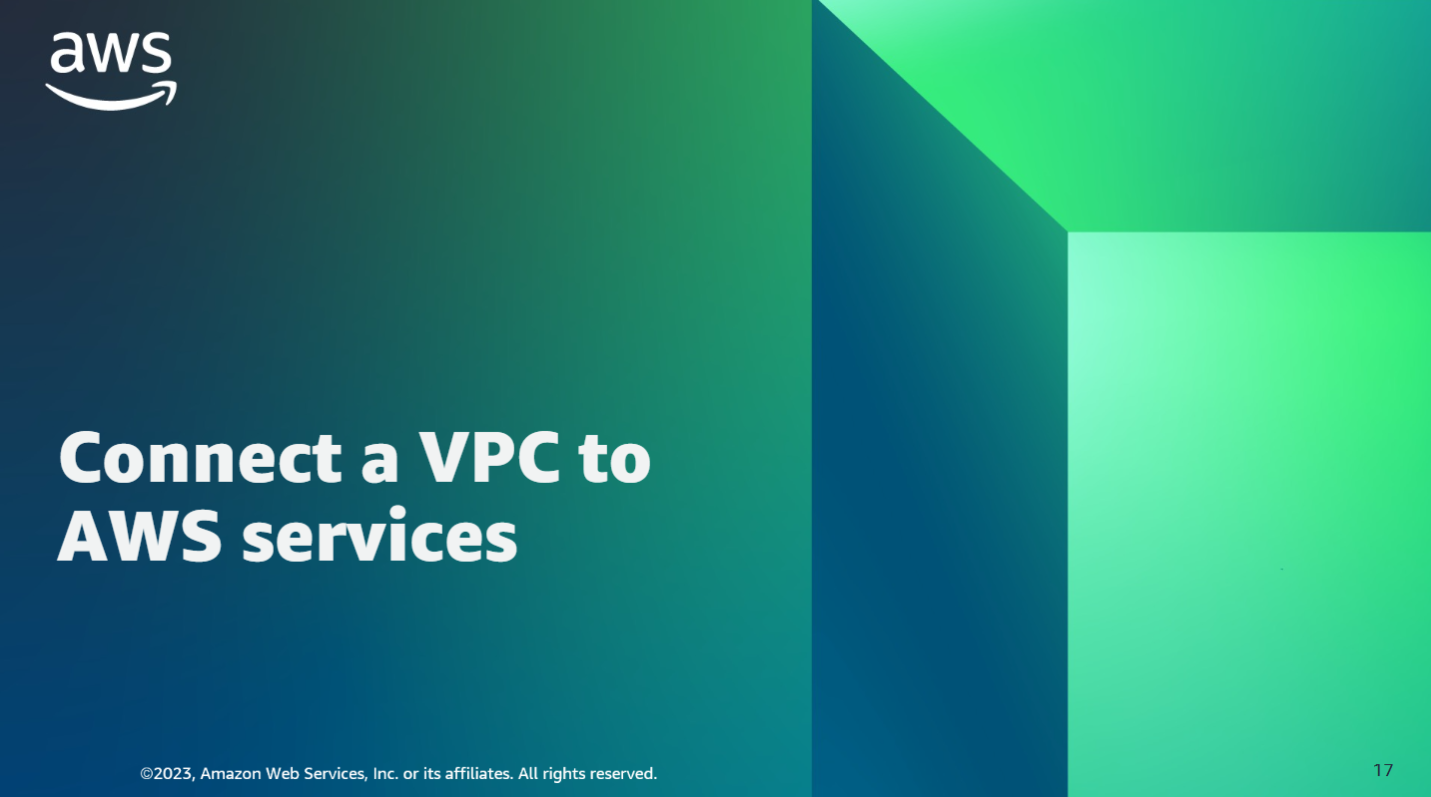 aws
Connect a VPC to
AWS services
©2023, Amazon Web Services, Inc. or its affiliates. All rights reserved.
17